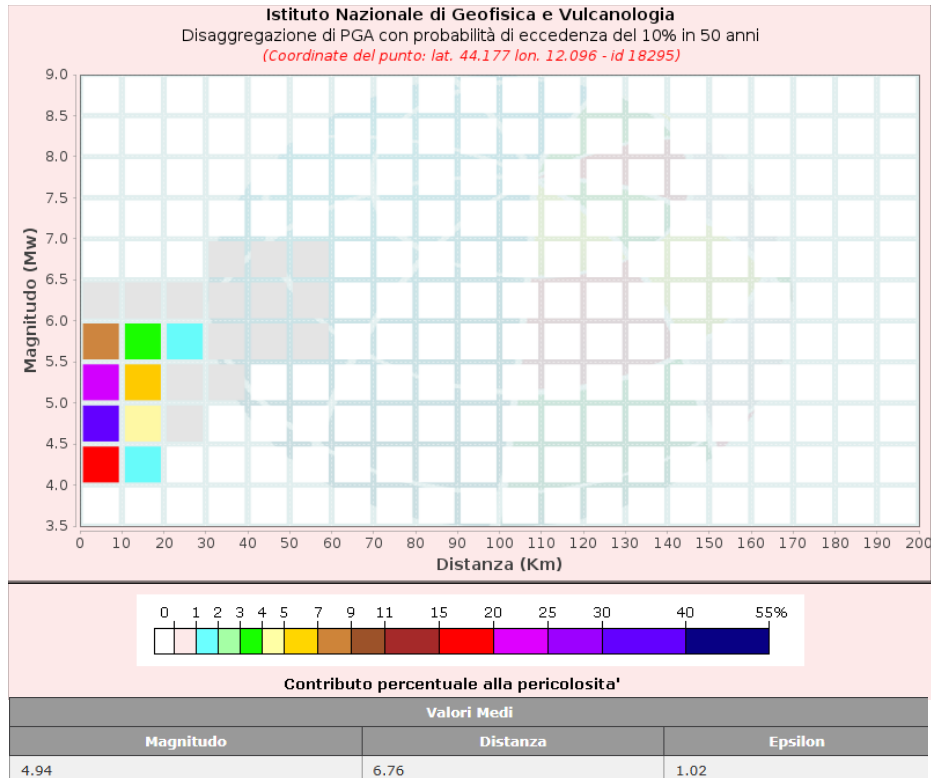 Istituto Nazionale di Geofisica e Vulcanologia
Disaggregazione di PGA con probabilità di eccedenza del 10% in 50 anni
(Coordinate del punto: lat. 44.177 lon. 12.096 - id 18295)
Magnitudo (Mw)
9.0
8.5
8.0
7.5
7.0
6.5
6.0
5.5
5.0
4.5
4.0
3.5
0 10 20 30 40 50 60 70 80 90 100 110 120 130 140 150 160 170 180 190 200
Distanza (Km)
0 1 2 3 4 5 7 9 11 15 20 25 30 40 55%
Contributo percentuale alla pericolosita'
Valori Medi
Magnitudo Distanza Epsilon
4.94 6.76 1.02